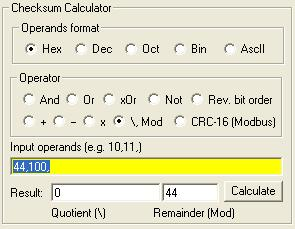 Checksum Calculator
Operands format
Hex Dec Oct Bin AscII
Operator
And Or xOr Not Rev. bit order
+ − x \, Mod CRC-16 (Modbus)
Input operands (e.g. 10,11,)
44,100,
Result: 0 44 Calculate
Quotient (\) Remainder (Mod)